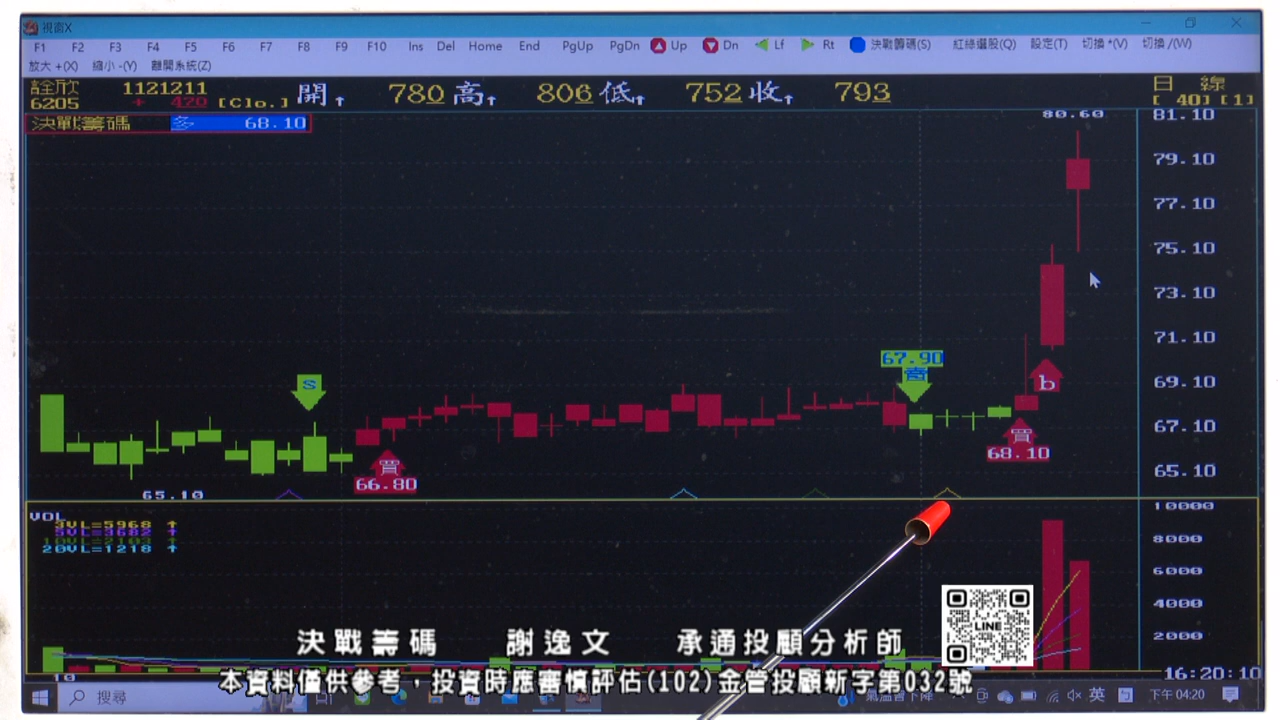 視窗X
F1 F2 F3 F4 F5 F6 F7 F8 F9 F10 Ins Del Home End PgUp PgDn Up Dn Lf Rt 決戰籌碼(S) 紅綠選股(Q) 設定(T) 切換 *(V) 切換 /(W)
放大 +(X) 縮小 -(Y) 離開系統(Z)
詮欣 1121211 開↑ 780 高↑ 806 低↑ 752 收↑ 793 日 線
6205 + 420 [Clo.] [ 40] [1]
決戰籌碼 多 68.10
80.60
81.10
79.10
77.10
75.10
73.10
71.10
69.10
67.10
65.10
67.90
賣
S
b
買
66.80
買
68.10
65.10
VOL
3VL=5968 ↑
5VL=3682 ↑
10VL=2103 ↑
20VL=1218 ↑
10000
8000
6000
4000
2000
LINE
決戰籌碼 謝逸文 承通投顧分析師
10 16:20:10
本資料僅供參考，投資時應審慎評估(102)金管投顧新字第032號
搜尋 英 下午 04:20